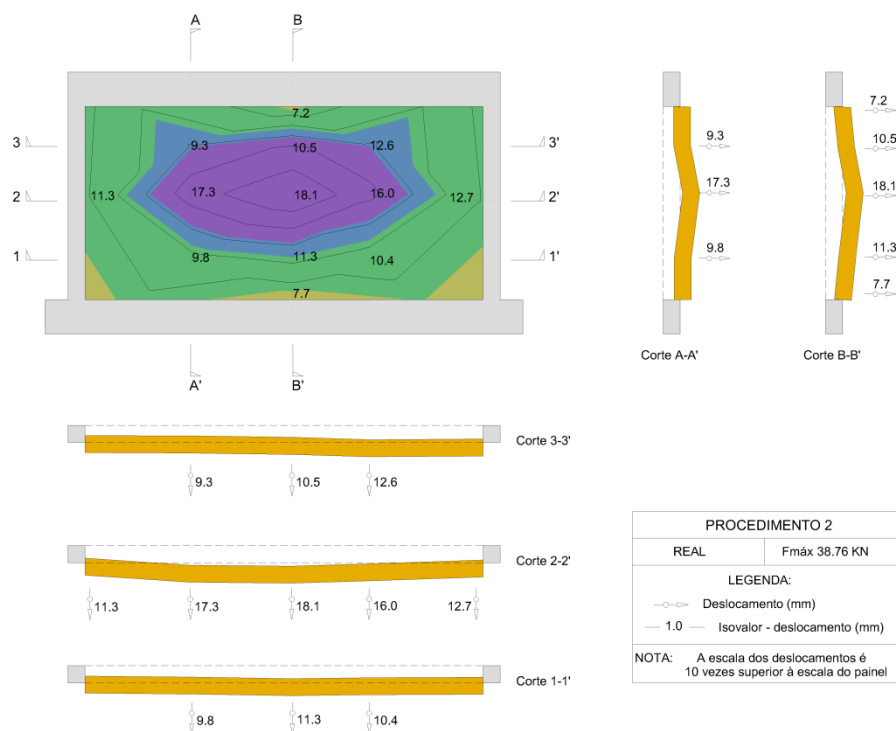 A B
7.2
3 9.3 10.5 12.6 3'
2 11.3 17.3 18.1 16.0 12.7 2'
1 9.8 11.3 10.4 1'
7.7
A' B'
9.3
17.3
9.8
Corte A-A'
7.2
10.5
18.1
11.3
7.7
Corte B-B'
Corte 3-3'
9.3 10.5 12.6
Corte 2-2'
11.3 17.3 18.1 16.0 12.7
Corte 1-1'
9.8 11.3 10.4
PROCEDIMENTO 2
REAL Fmáx 38.76 KN
LEGENDA:
Deslocamento (mm)
1.0 Isovalor - deslocamento (mm)
NOTA: A escala dos deslocamentos é
10 vezes superior à escala do painel